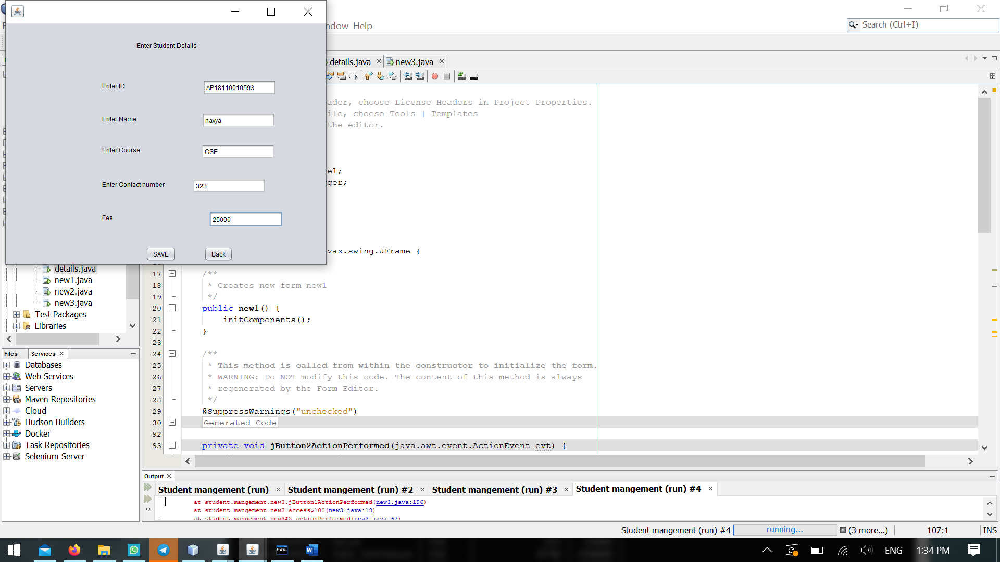 Enter Student Details
Enter ID
AP18110010593
Enter Name
navya
Enter Course
CSE
Enter Contact number
323
Fee
25000
SAVE
Back
ndow Help
Search (Ctrl+I)
details.java
new3.java
ader, choose License Headers in Project Properties.
ile, choose Tools | Templates
the editor.
el;
ger;
vax.swing.JFrame {
17 /**
18 * Creates new form new1
19 */
20 public new1() {
21 initComponents();
22 }
23
24 /**
25 * This method is called from within the constructor to initialize the form.
26 * WARNING: Do NOT modify this code. The content of this method is always
27 * regenerated by the Form Editor.
28 */
29 @SuppressWarnings("unchecked")
30 Generated Code
92
93 private void jButton2ActionPerformed(java.awt.event.ActionEvent evt) {
details.java
new1.java
new2.java
new3.java
Test Packages
Libraries
Files
Services
Databases
Web Services
Servers
Maven Repositories
Cloud
Hudson Builders
Docker
Task Repositories
Selenium Server
Output
Student mangement (run)
Student mangement (run) #2
Student mangement (run) #3
Student mangement (run) #4
at student.mangement.new3.jButton1ActionPerformed(new3.java:196)
at student.mangement.new3.access$100(new3.java:19)
at student.mangement.new3$2.actionPerformed(new3.java:62)
Student mangement (run) #4
running...
(3 more...)
107:1
INS
ENG
1:34 PM